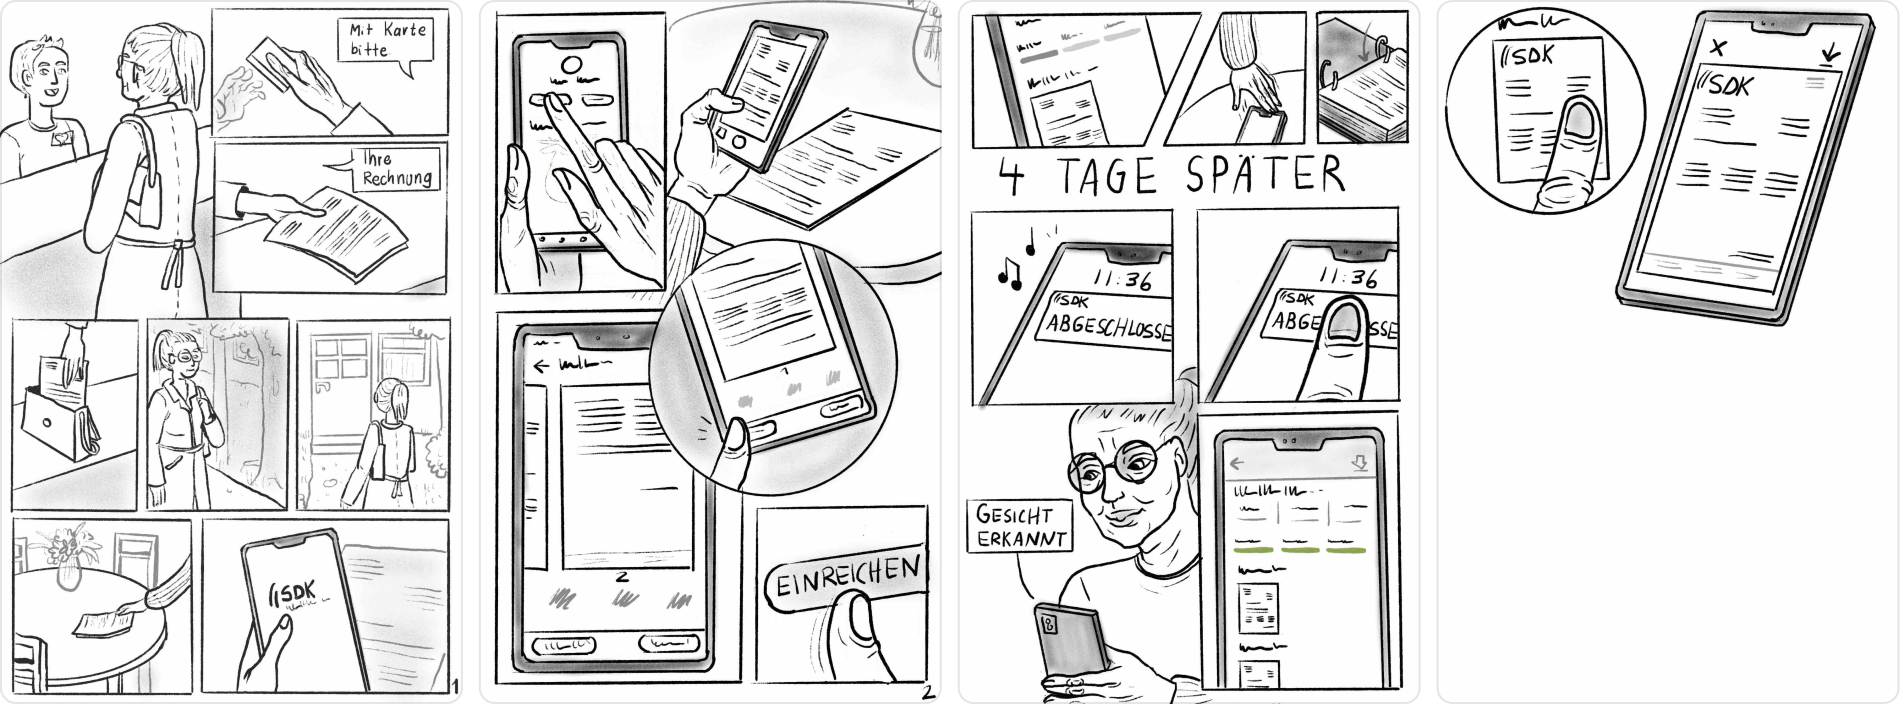 Mit Karte
bitte
Ihre
Rechnung
SDK
1
2
EINREICHEN
2
4 TAGE SPÄTER
11:36
SDK
ABGESCHLOSSE
11:36
SDK
ABGE SSE
GESICHT
ERKANNT
SDK
SDK